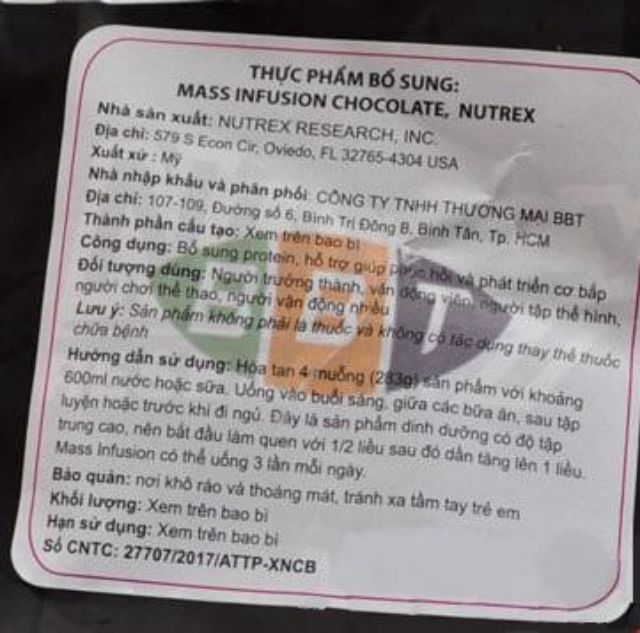 THỰC PHẨM BỔ SUNG:
MASS INFUSION CHOCOLATE, NUTREX
Nhà sản xuất: NUTREX RESEARCH, INC.
Địa chỉ: 579 S Econ Cir, Oviedo, FL 32765-4304 USA
Xuất xứ : Mỹ
Nhà nhập khẩu và phân phối: CÔNG TY TNHH THƯƠNG MẠI BBT
Địa chỉ: 107-109, Đường số 6, Bình Trị Đông B, Bình Tân, Tp. HCM
Thành phần cấu tạo: Xem trên bao bì
Công dụng: Bổ sung protein, hỗ trợ giúp phục hồi và phát triển cơ bắp
Đối tượng dùng: Người trưởng thành, vận động viên, người tập thể hình,
người chơi thể thao, người vận động nhiều
Lưu ý: Sản phẩm không phải là thuốc và không có tác dụng thay thế thuốc
chữa bệnh
Hướng dẫn sử dụng: Hòa tan 4 muỗng (283g) sản phẩm với khoảng
600ml nước hoặc sữa. Uống vào buổi sáng, giữa các bữa ăn, sau tập
luyện hoặc trước khi đi ngủ. Đây là sản phẩm dinh dưỡng có độ tập
trung cao, nên bắt đầu làm quen với 1/2 liều sau đó dần tăng lên 1 liều.
Mass Infusion có thể uống 3 lần mỗi ngày.
Bảo quản: nơi khô ráo và thoáng mát, tránh xa tầm tay trẻ em
Khối lượng: Xem trên bao bì
Hạn sử dụng: Xem trên bao bì
Số CNTC: 27707/2017/ATTP-XNCB